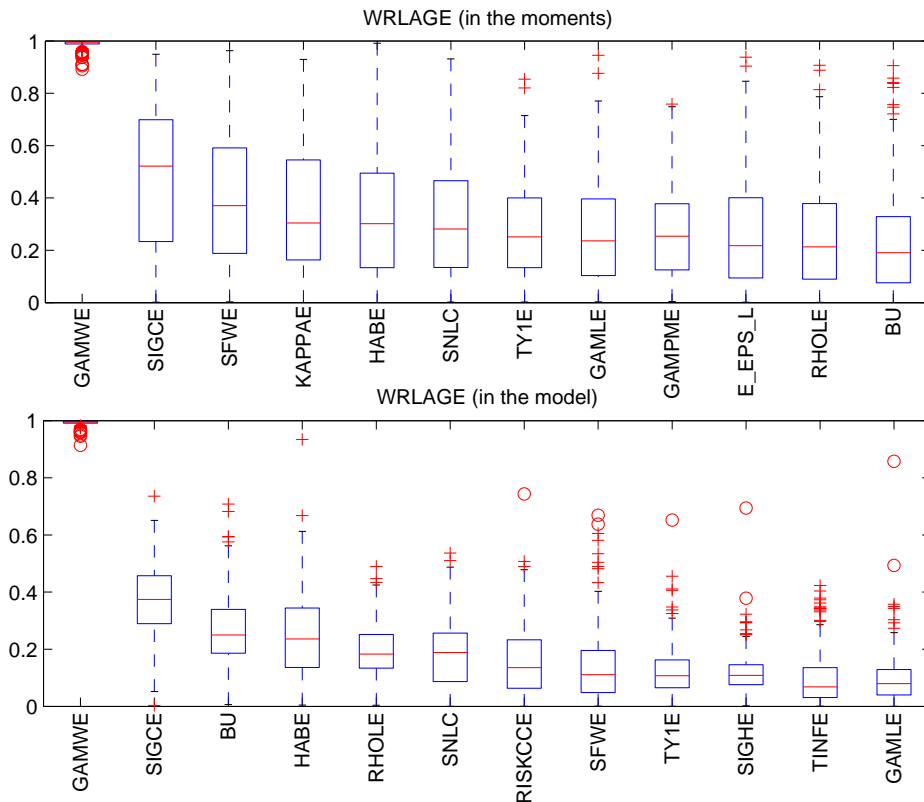 WRLAGE (in the moments)
1
0.8
0.6
0.4
0.2
0
GAMWE
SIGCE
SFWE
KAPPAE
HABE
SNLC
TY1E
GAMLE
GAMPME
E_EPS_L
RHOLE
BU
WRLAGE (in the model)
1
0.8
0.6
0.4
0.2
0
GAMWE
SIGCE
BU
HABE
RHOLE
SNLC
RISKCCE
SFWE
TY1E
SIGHE
TINFE
GAMLE